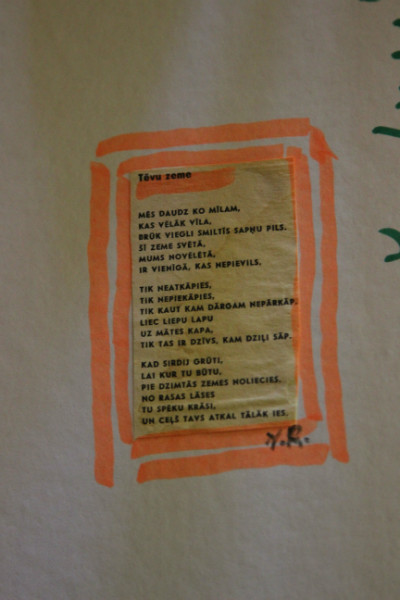 Tēvu zeme
MĒS DAUDZ KO MĪLAM,
KAS VĒLĀK VĪLA,
BRŪK VIEGLI SMILTĪS SAPŅU PILS.
ŠĪ ZEME SVĒTĀ,
MUMS NOVĒLĒTĀ,
IR VIENĪGĀ, KAS NEPIEVILS.
TIK NEATKĀPIES,
TIK NEPIEKĀPIES,
TIK KAUT KAM DĀRGAM NEPĀRKĀP.
LIEC LIEPU LAPU
UZ MĀTES KAPA,
TIK TAS IR DZĪVS, KAM DZIĻI SĀP.
KAD SIRDIJ GRŪTI,
LAI KUR TU BŪTU,
PIE DZIMTĀS ZEMES NOLIECIES.
NO RASAS LĀSES
TU SPĒKU KRĀSI,
UN CEĻŠ TAVS ATKAL TĀLĀK IES.